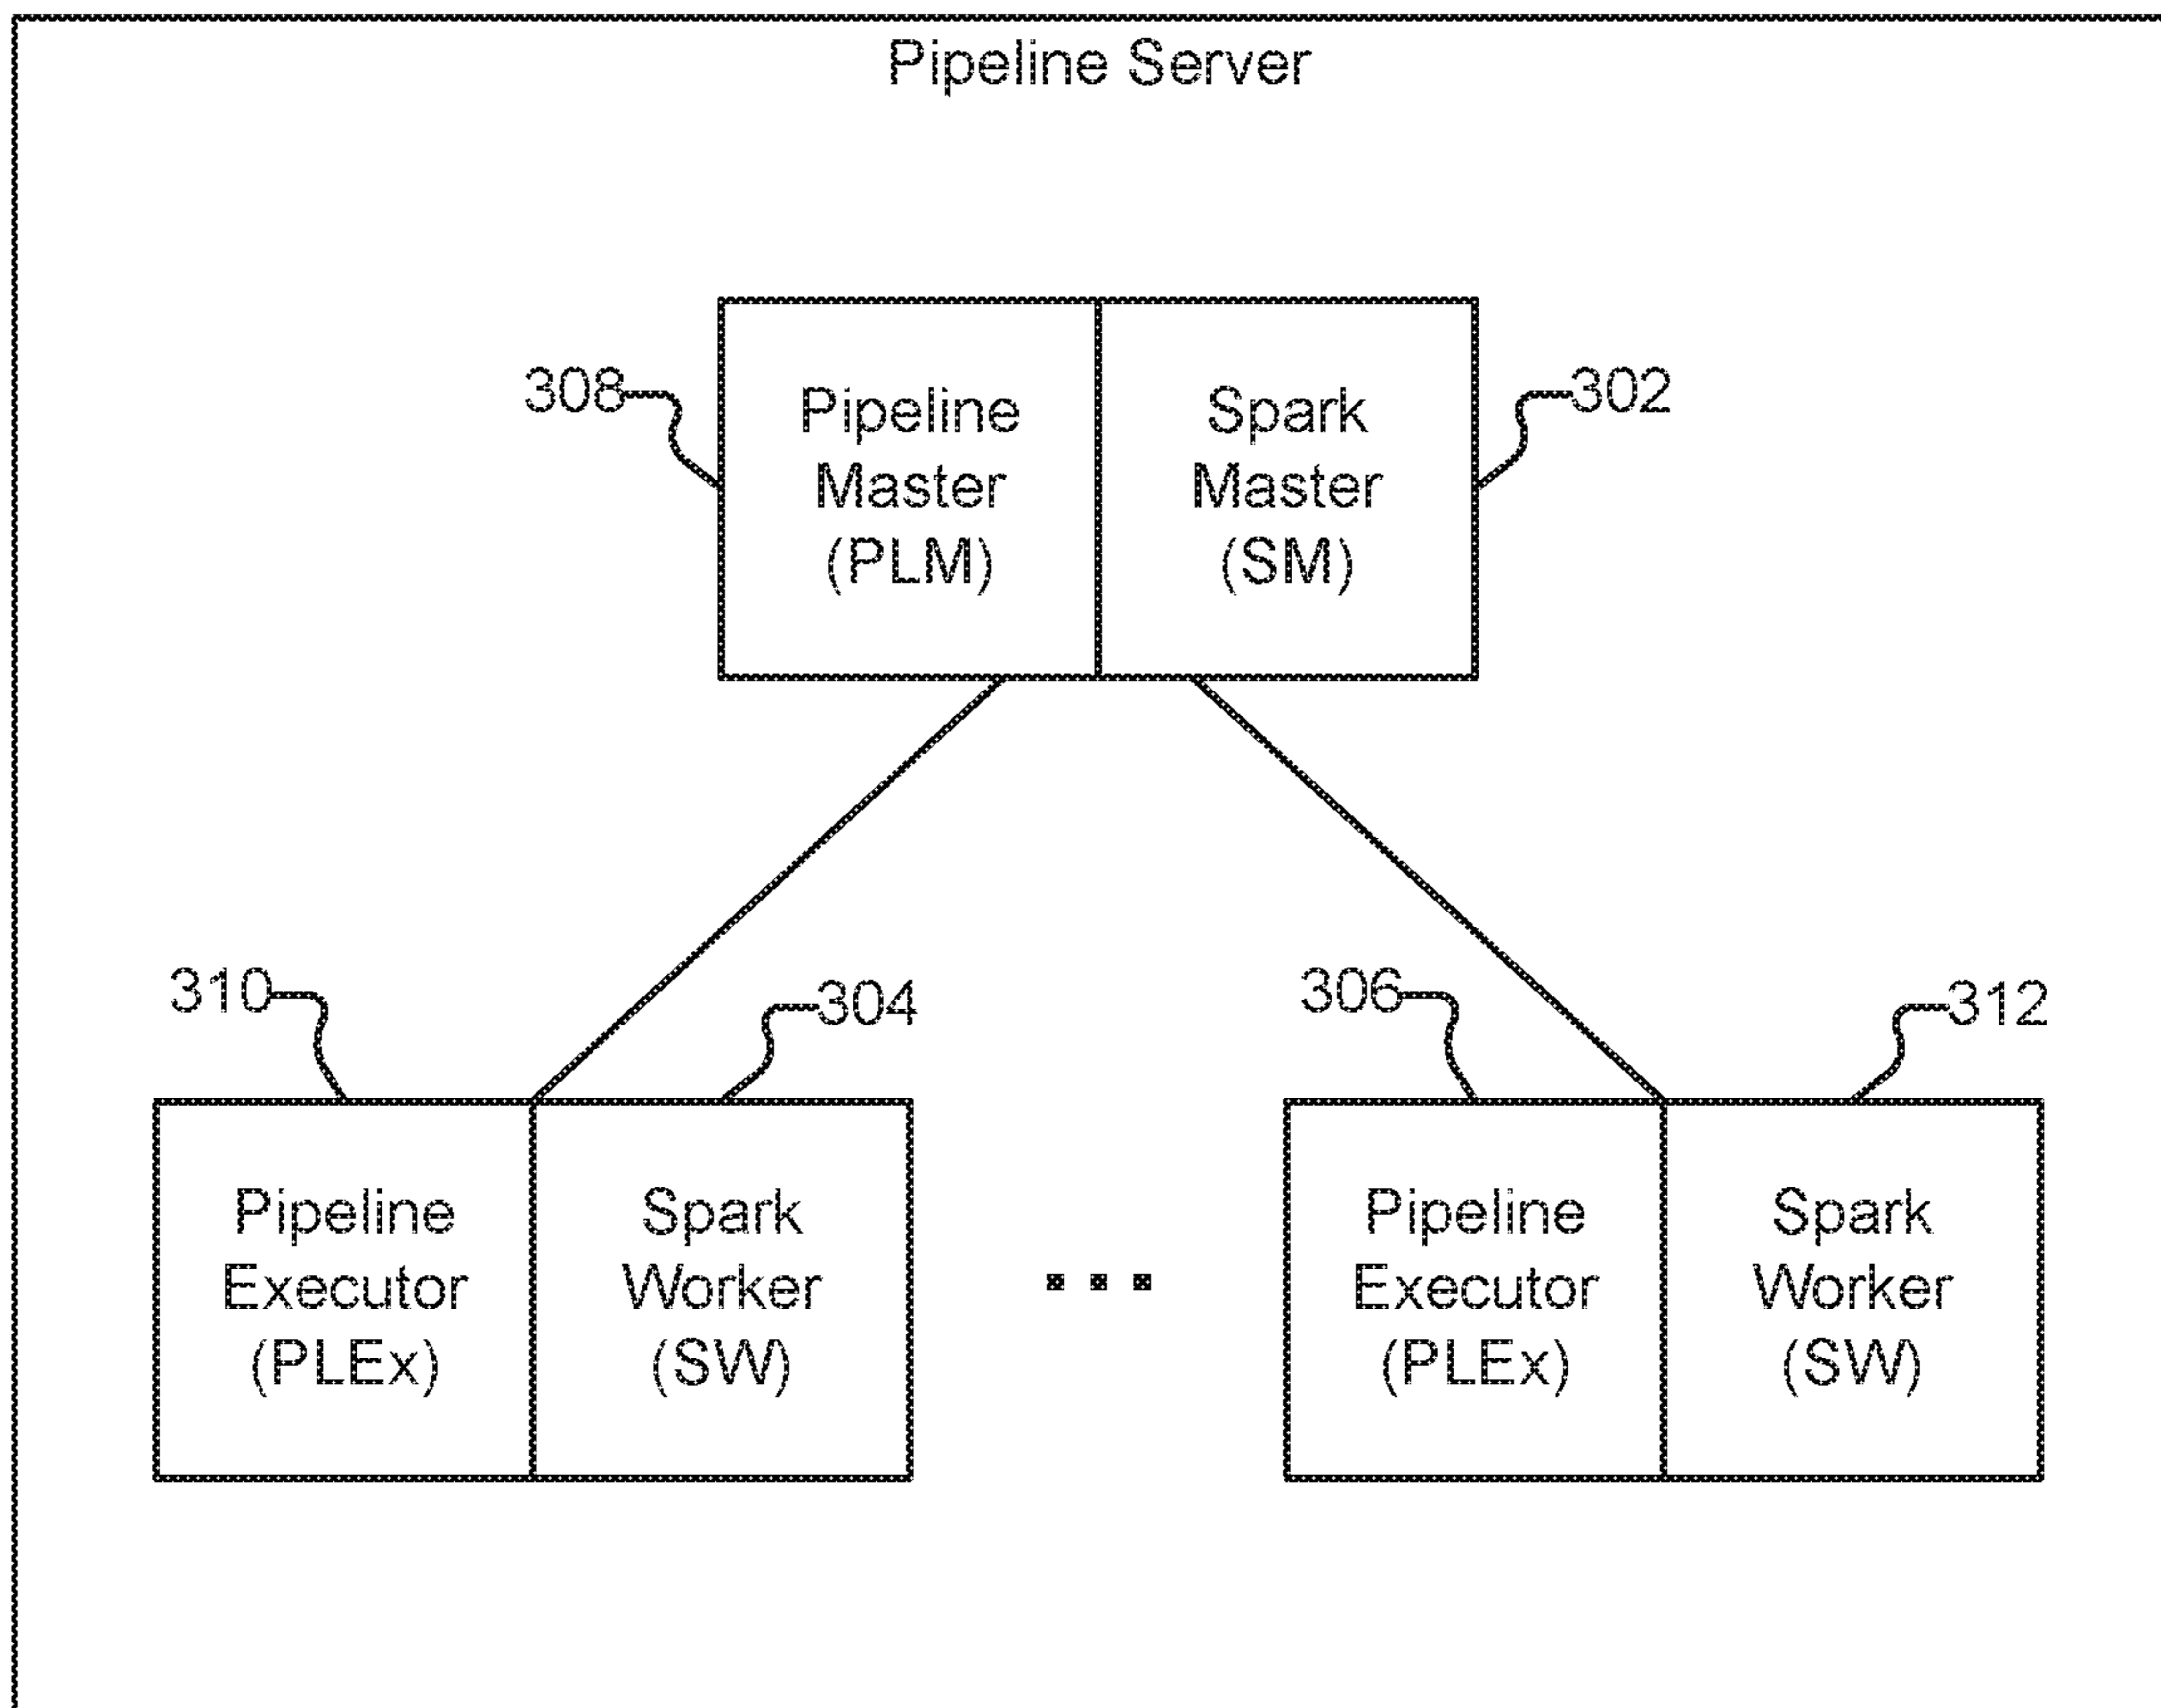 Pipeline Server
308
Pipeline
Master
(PLM)
Spark
Master
(SM)
302
310
304
306
312
Pipeline
Executor
(PLEx)
Spark
Worker
(SW)
...
Pipeline
Executor
(PLEx)
Spark
Worker
(SW)